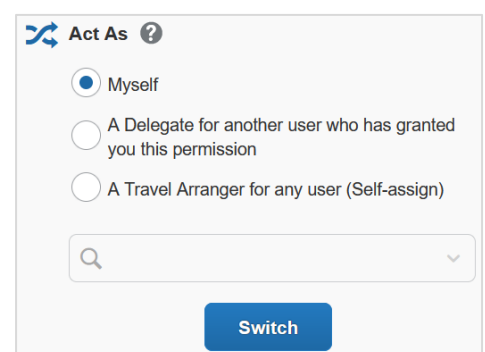 Act As ?
Myself
A Delegate for another user who has granted
you this permission
A Travel Arranger for any user (Self-assign)
Switch